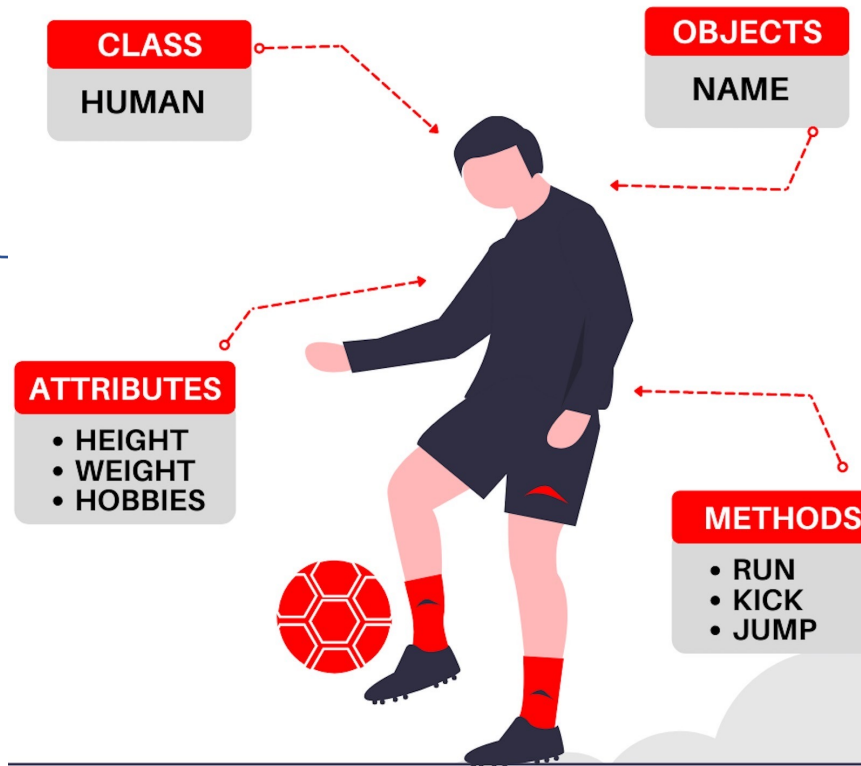 CLASS
HUMAN
OBJECTS
NAME
ATTRIBUTES
• HEIGHT
• WEIGHT
• HOBBIES
METHODS
• RUN
• KICK
• JUMP